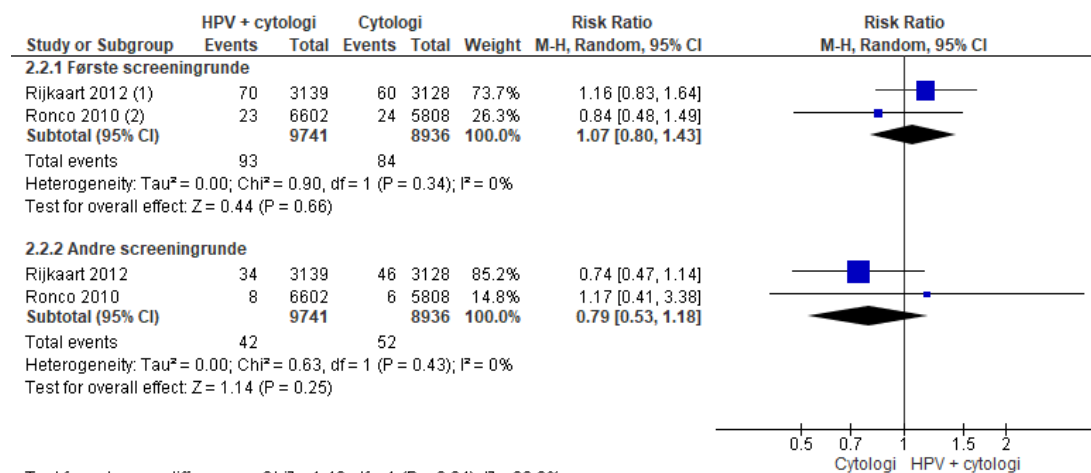 HPV + cytologi Cytologi Risk Ratio Risk Ratio
Study or Subgroup Events Total Events Total Weight M-H, Random, 95% CI M-H, Random, 95% CI
2.2.1 Første screeningrunde
Rijkaart 2012 (1) 70 3139 60 3128 73.7% 1.16 [0.83, 1.64]
Ronco 2010 (2) 23 6602 24 5808 26.3% 0.84 [0.48, 1.49]
Subtotal (95% CI) 9741 8936 100.0% 1.07 [0.80, 1.43]
Total events 93 84
Heterogeneity: Tau² = 0.00; Chi² = 0.90, df = 1 (P = 0.34); I² = 0%
Test for overall effect: Z = 0.44 (P = 0.66)
2.2.2 Andre screeningrunde
Rijkaart 2012 34 3139 46 3128 85.2% 0.74 [0.47, 1.14]
Ronco 2010 8 6602 6 5808 14.8% 1.17 [0.41, 3.38]
Subtotal (95% CI) 9741 8936 100.0% 0.79 [0.53, 1.18]
Total events 42 52
Heterogeneity: Tau² = 0.00; Chi² = 0.63, df = 1 (P = 0.43); I² = 0%
Test for overall effect: Z = 1.14 (P = 0.25)
0.5 0.7 1 1.5 2
Cytologi HPV + cytologi